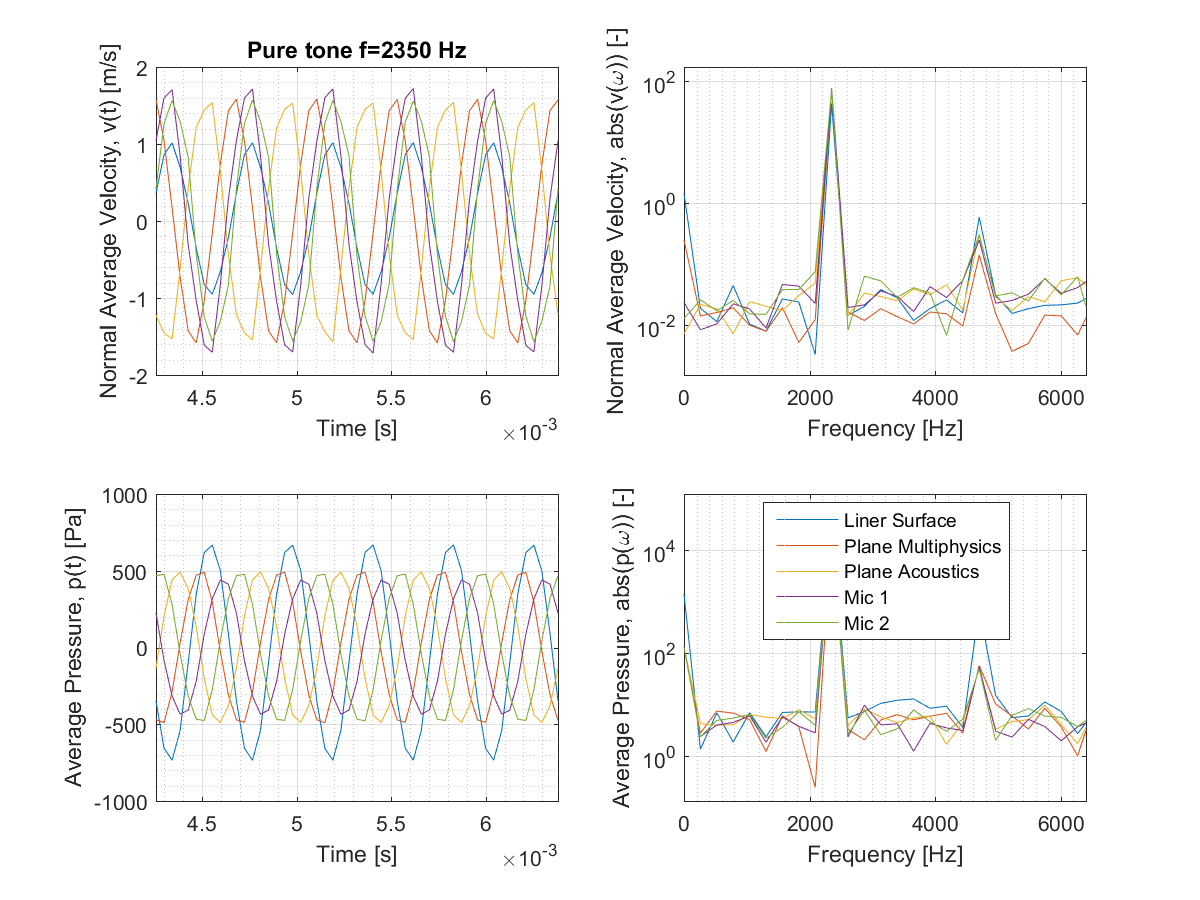 Pure tone f=2350 Hz
Normal Average Velocity, v(t) [m/s]
2
1
0
-1
-2
4.5 5 5.5 6
Time [s]
×10-3
Normal Average Velocity, abs(v(ω)) [-]
102
100
10-2
0 2000 4000 6000
Frequency [Hz]
Average Pressure, p(t) [Pa]
1000
500
0
-500
-1000
4.5 5 5.5 6
Time [s]
×10-3
Average Pressure, abs(p(ω)) [-]
104
102
100
Liner Surface
Plane Multiphysics
Plane Acoustics
Mic 1
Mic 2
0 2000 4000 6000
Frequency [Hz]